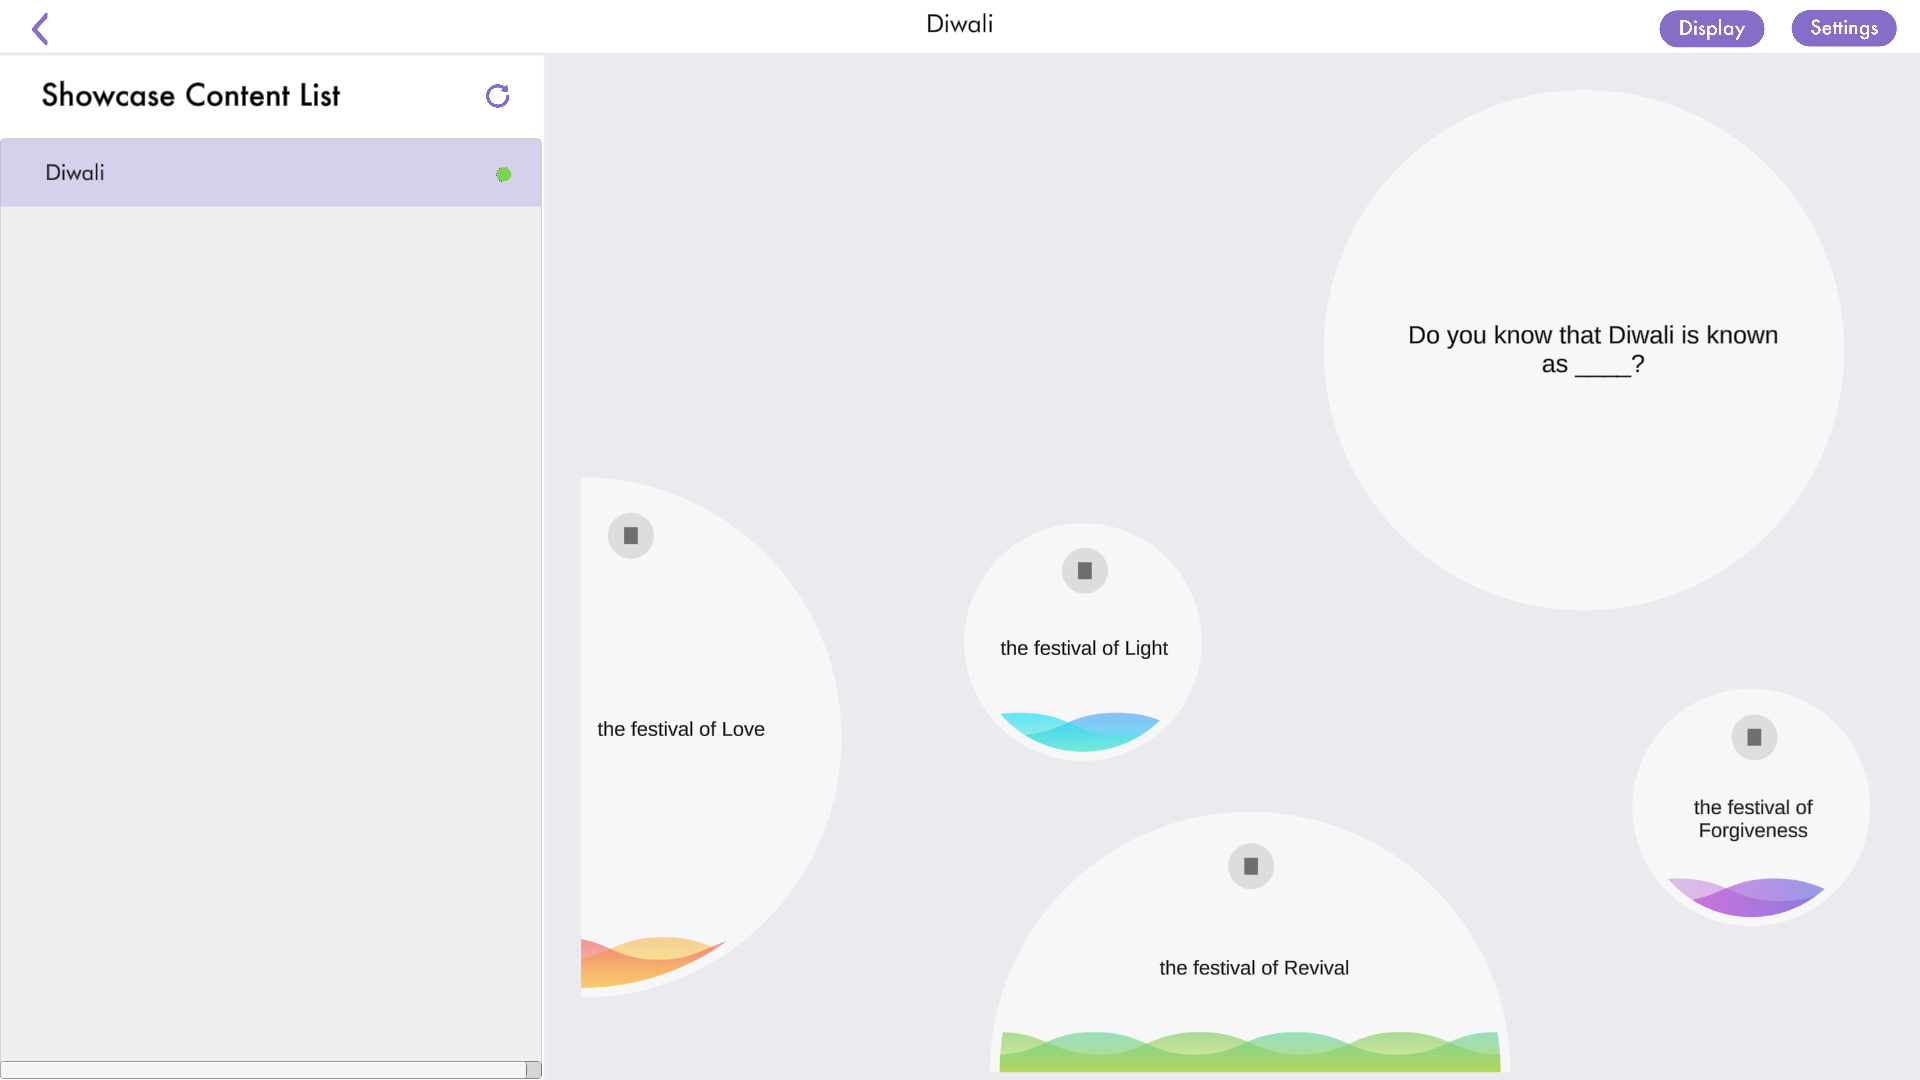 Diwali
Display
Settings
Showcase Content List
Diwali
Do you know that Diwali is known
as ____?
the festival of Light
the festival of Love
the festival of
Forgiveness
the festival of Revival